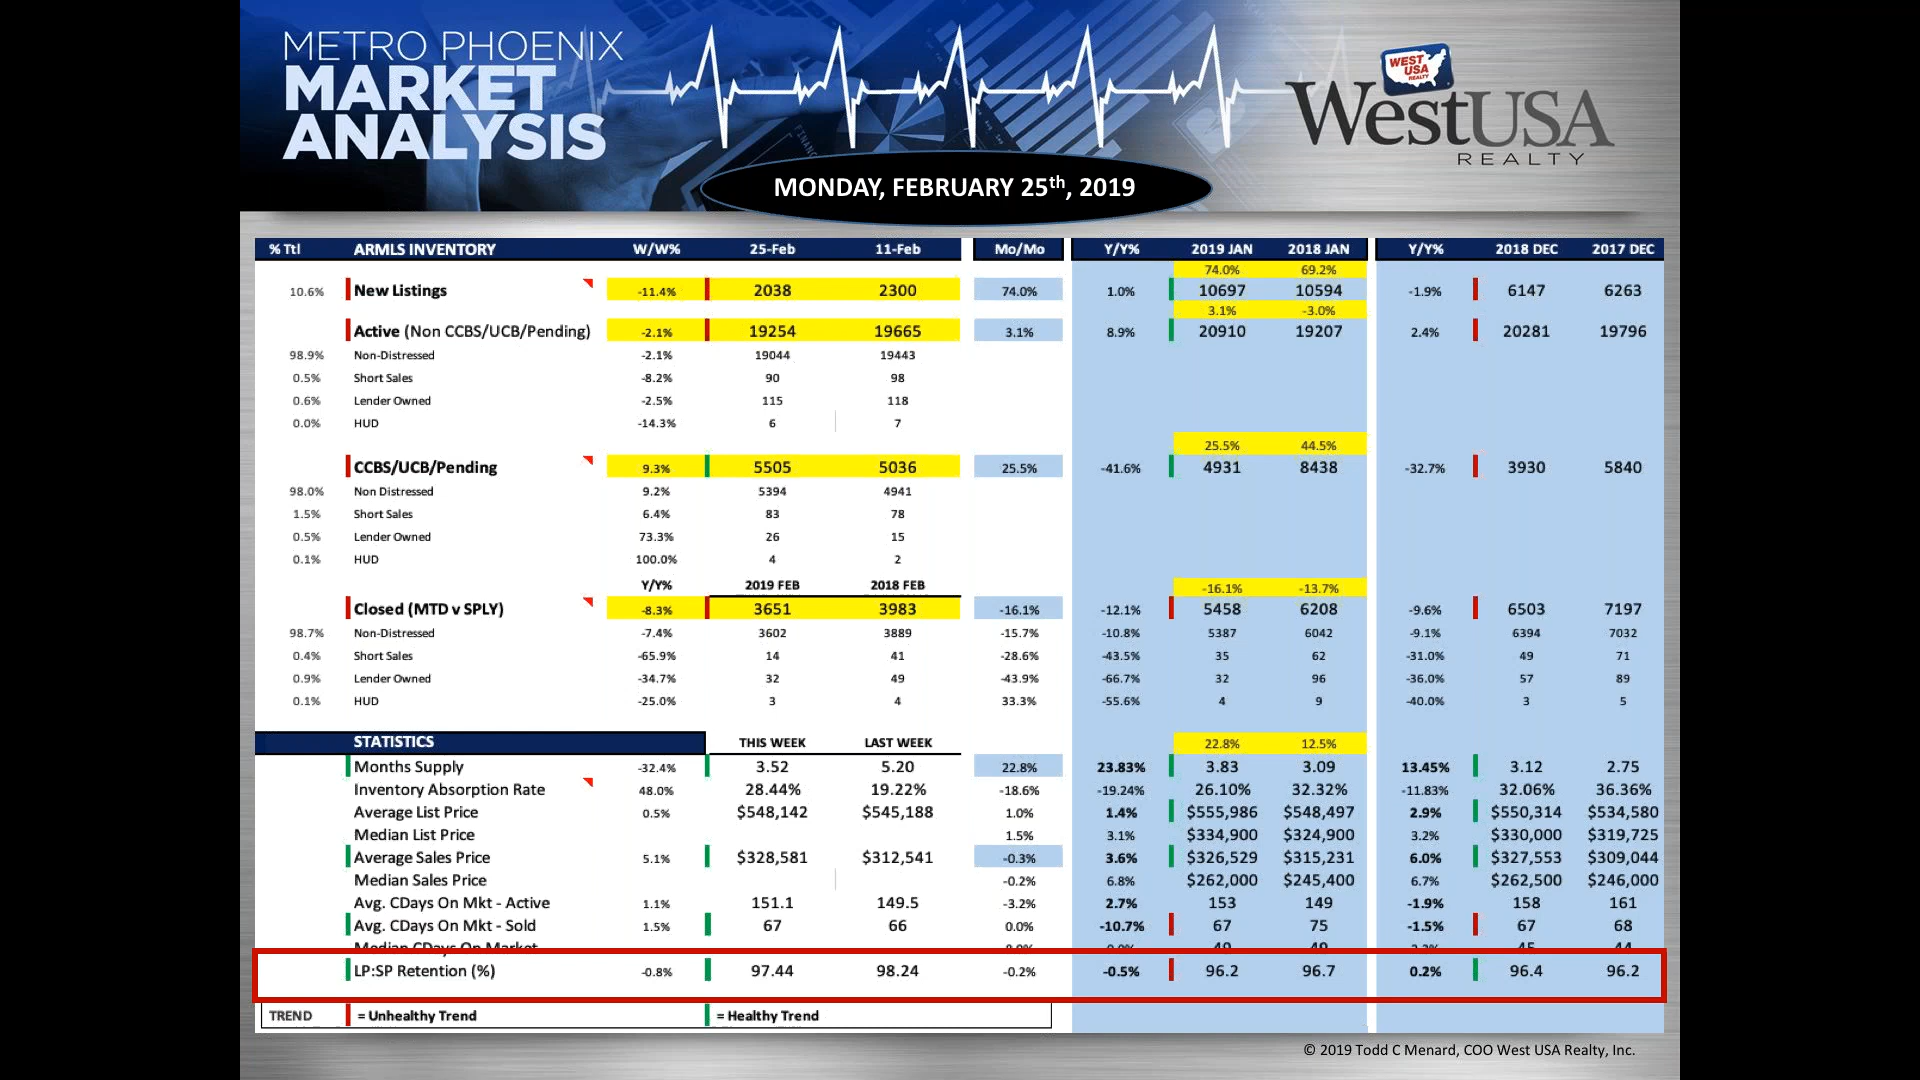 METRO PHOENIX
MARKET
ANALYSIS
WEST
USA
REALTY
WestUSA
REALTY
MONDAY, FEBRUARY 25th, 2019
% Ttl ARMLS INVENTORY W/W% 25-Feb 11-Feb Mo/Mo Y/Y% 2019 JAN 2018 JAN Y/Y% 2018 DEC 2017 DEC
74.0% 69.2%
10.6% New Listings -11.4% 2038 2300 74.0% 1.0% 10697 10594 -1.9% 6147 6263
3.1% -3.0%
Active (Non CCBS/UCB/Pending) -2.1% 19254 19665 3.1% 8.9% 20910 19207 2.4% 20281 19796
98.9% Non-Distressed -2.1% 19044 19443
0.5% Short Sales -8.2% 90 98
0.6% Lender Owned -2.5% 115 118
0.0% HUD -14.3% 6 7
25.5% 44.5%
CCBS/UCB/Pending 9.3% 5505 5036 25.5% -41.6% 4931 8438 -32.7% 3930 5840
98.0% Non Distressed 9.2% 5394 4941
1.5% Short Sales 6.4% 83 78
0.5% Lender Owned 73.3% 26 15
0.1% HUD 100.0% 4 2
Y/Y% 2019 FEB 2018 FEB -16.1% -13.7%
Closed (MTD v SPLY) -8.3% 3651 3983 -16.1% -12.1% 5458 6208 -9.6% 6503 7197
98.7% Non-Distressed -7.4% 3602 3889 -15.7% -10.8% 5387 6042 -9.1% 6394 7032
0.4% Short Sales -65.9% 14 41 -28.6% -43.5% 35 62 -31.0% 49 71
0.9% Lender Owned -34.7% 32 49 -43.9% -66.7% 32 96 -36.0% 57 89
0.1% HUD -25.0% 3 4 33.3% -55.6% 4 9 -40.0% 3 5
STATISTICS THIS WEEK LAST WEEK 22.8% 12.5%
Months Supply -32.4% 3.52 5.20 22.8% 23.83% 3.83 3.09 13.45% 3.12 2.75
Inventory Absorption Rate 48.0% 28.44% 19.22% -18.6% -19.24% 26.10% 32.32% -11.83% 32.06% 36.36%
Average List Price 0.5% $548,142 $545,188 1.0% 1.4% $555,986 $548,497 2.9% $550,314 $534,580
Median List Price 1.5% 3.1% $334,900 $324,900 3.2% $330,000 $319,725
Average Sales Price 5.1% $328,581 $312,541 -0.3% 3.6% $326,529 $315,231 6.0% $327,553 $309,044
Median Sales Price -0.2% 6.8% $262,000 $245,400 6.7% $262,500 $246,000
Avg. CDays On Mkt - Active 1.1% 151.1 149.5 -3.2% 2.7% 153 149 -1.9% 158 161
Avg. CDays On Mkt - Sold 1.5% 67 66 0.0% -10.7% 67 75 -1.5% 67 68
Median CDays On Market
LP:SP Retention (%) -0.8% 97.44 98.24 -0.2% -0.5% 96.2 96.7 0.2% 96.4 96.2
TREND = Unhealthy Trend = Healthy Trend
© 2019 Todd C Menard, COO West USA Realty, Inc.